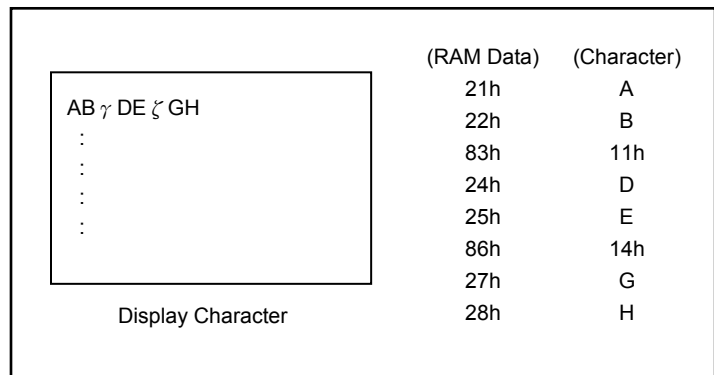 AB γ DE ζ GH
:
:
:
:
Display Character
(RAM Data) (Character)
21h A
22h B
83h 11h
24h D
25h E
86h 14h
27h G
28h H